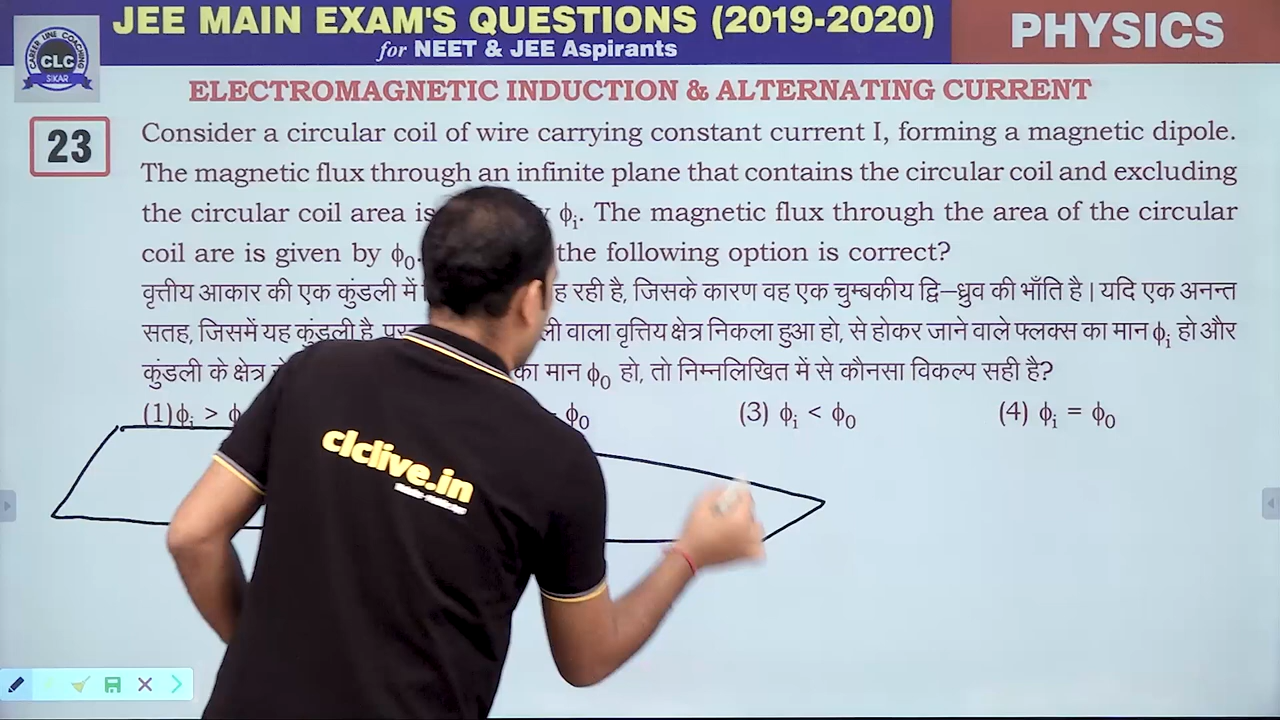 JEE MAIN EXAM'S QUESTIONS (2019-2020)
for NEET & JEE Aspirants
PHYSICS
CAREER LINE COACHING
CLC
SIKAR
ELECTROMAGNETIC INDUCTION & ALTERNATING CURRENT
23
Consider a circular coil of wire carrying constant current I, forming a magnetic dipole.
The magnetic flux through an infinite plane that contains the circular coil and excluding
the circular coil area is ϕi. The magnetic flux through the area of the circular
coil are is given by ϕ0. the following option is correct?
वृत्तीय आकार की एक कुंडली में रही है, जिसके कारण वह एक चुम्बकीय द्वि–ध्रुव की भाँति है। यदि एक अनन्त
सतह, जिसमें यह कुंडली है, वाला वृत्तिय क्षेत्र निकला हुआ हो, से होकर जाने वाले फ्लक्स का मान ϕi हो और
कुंडली के क्षेत्र का मान ϕ0 हो, तो निम्नलिखित में से कौनसा विकल्प सही है?
(1) ϕi > ϕ0 (3) ϕi < ϕ0 (4) ϕi = ϕ0
clclive.in